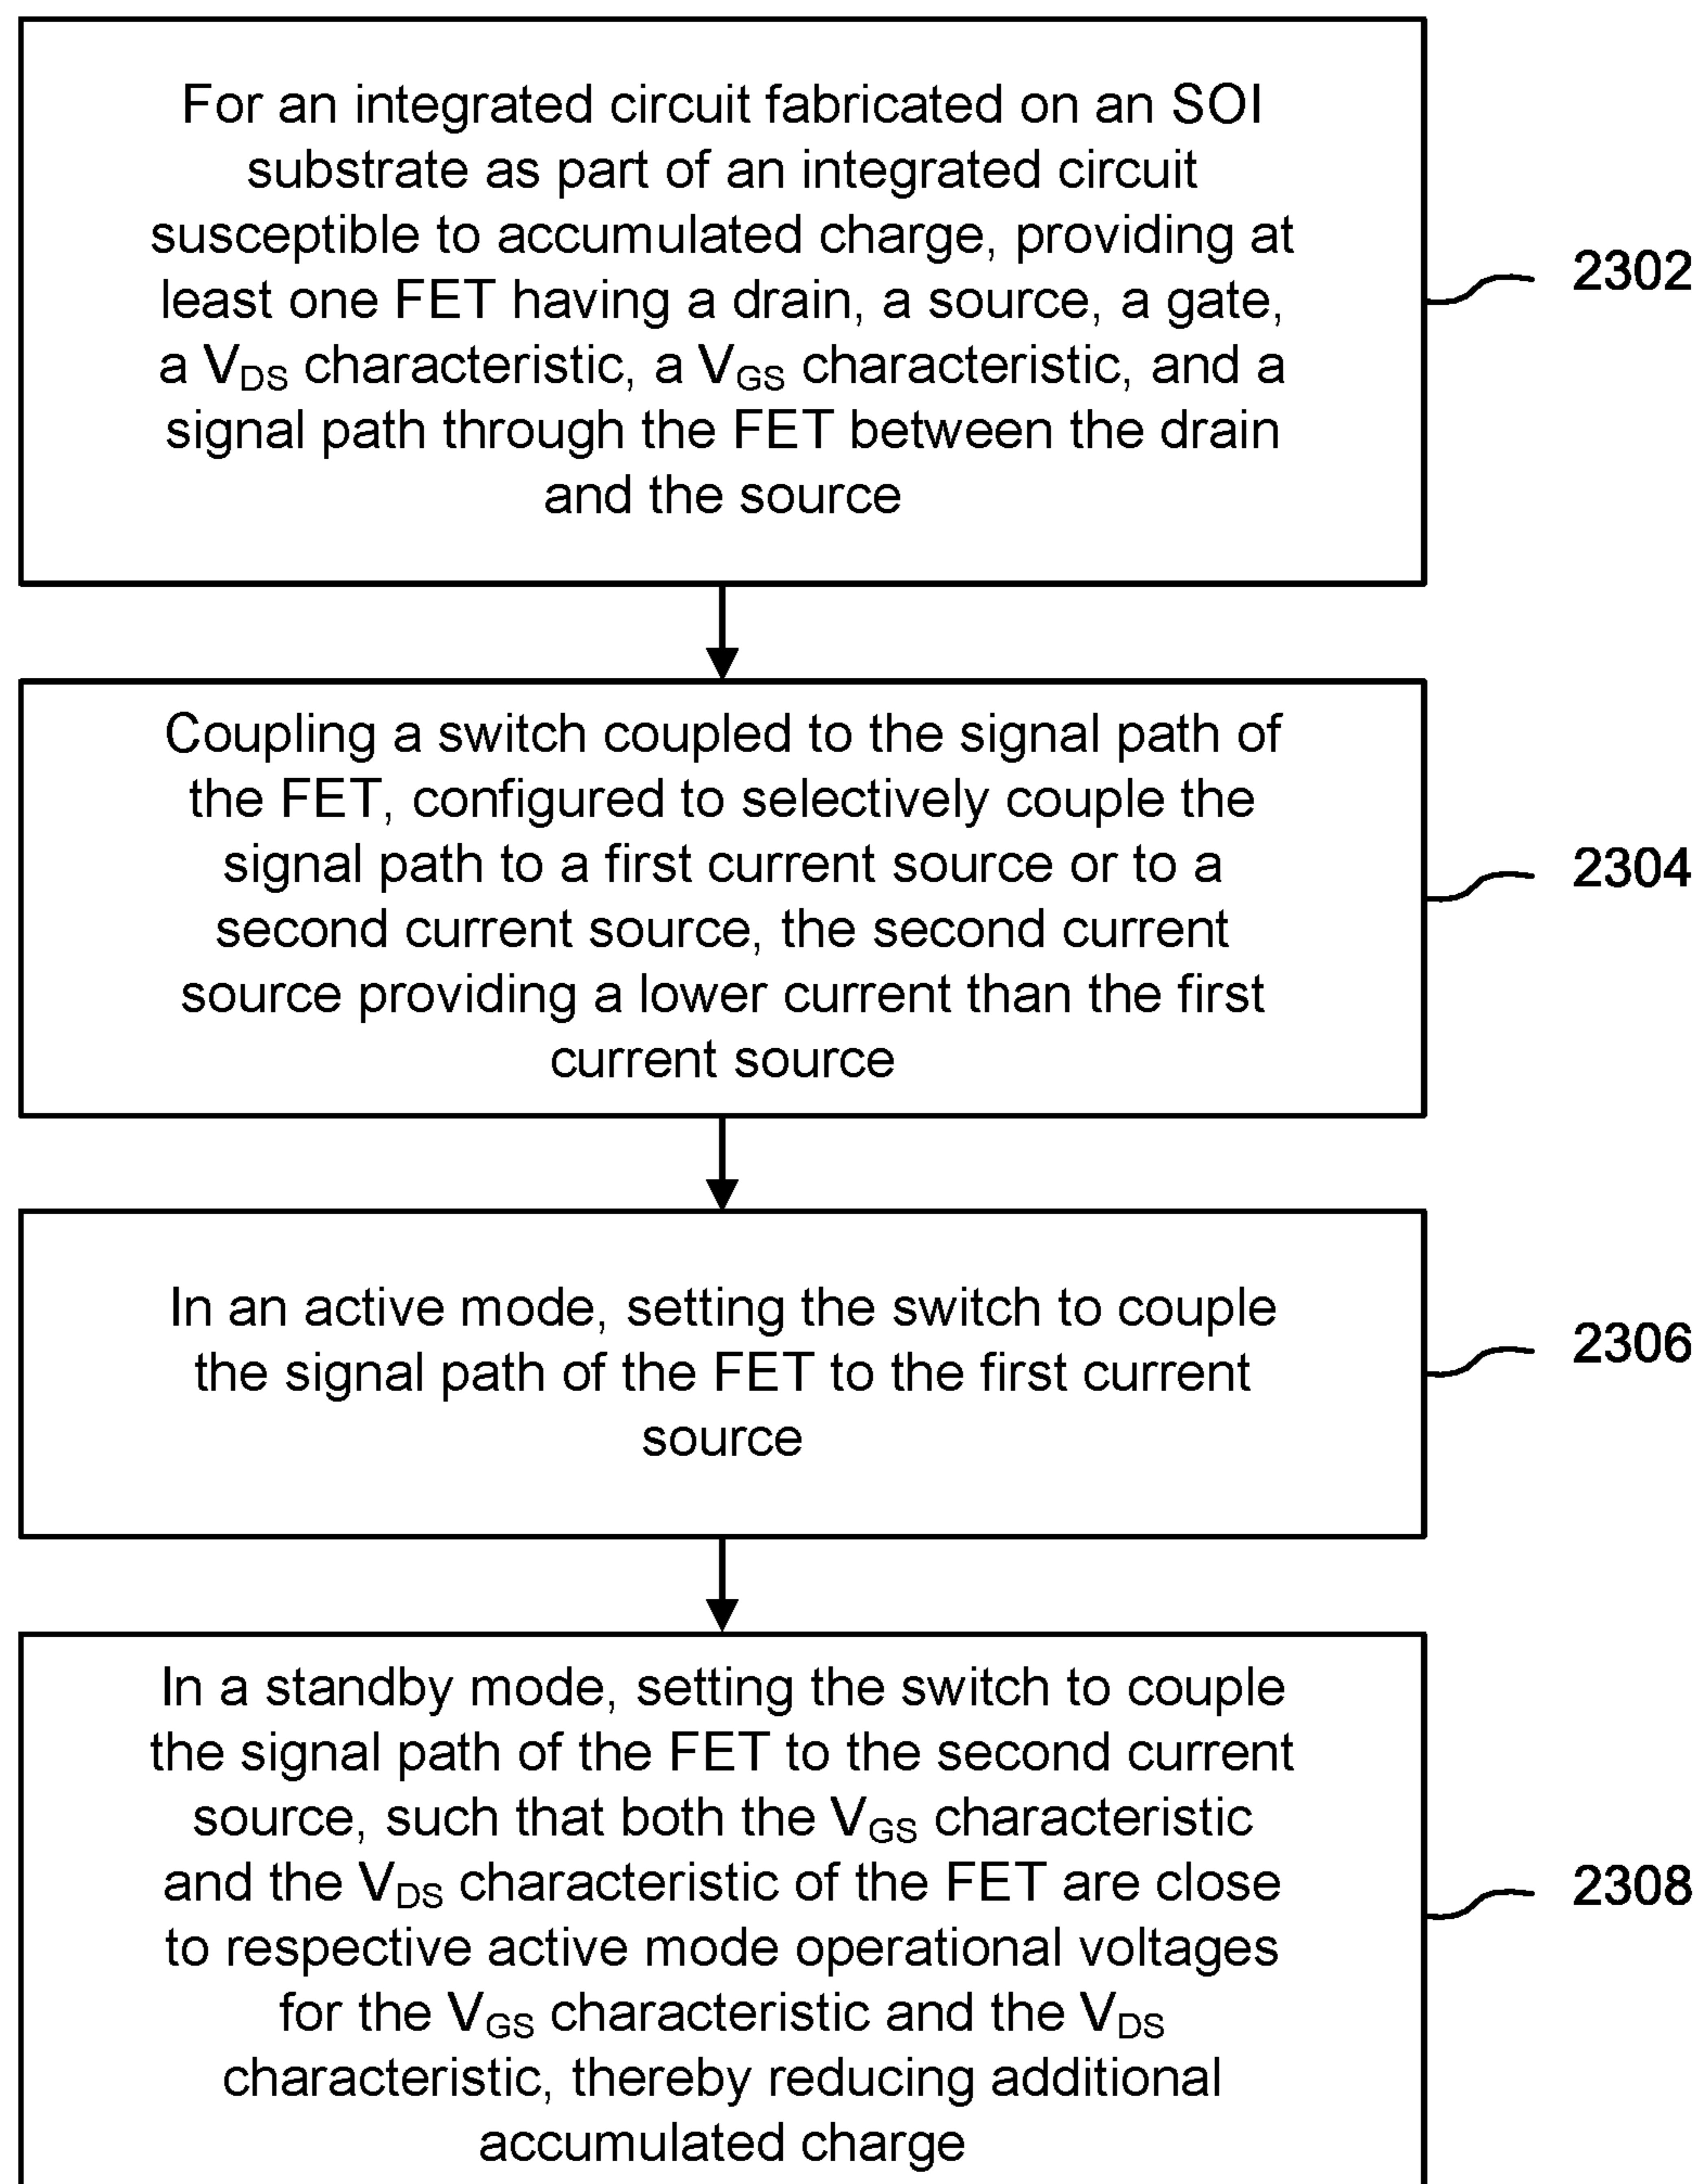 For an integrated circuit fabricated on an SOI
substrate as part of an integrated circuit
susceptible to accumulated charge, providing at
least one FET having a drain, a source, a gate,
a VDS characteristic, a VGS characteristic, and a
signal path through the FET between the drain
and the source
2302
Coupling a switch coupled to the signal path of
the FET, configured to selectively couple the
signal path to a first current source or to a
second current source, the second current
source providing a lower current than the first
current source
2304
In an active mode, setting the switch to couple
the signal path of the FET to the first current
source
2306
In a standby mode, setting the switch to couple
the signal path of the FET to the second current
source, such that both the VGS characteristic
and the VDS characteristic of the FET are close
to respective active mode operational voltages
for the VGS characteristic and the VDS
characteristic, thereby reducing additional
accumulated charge
2308